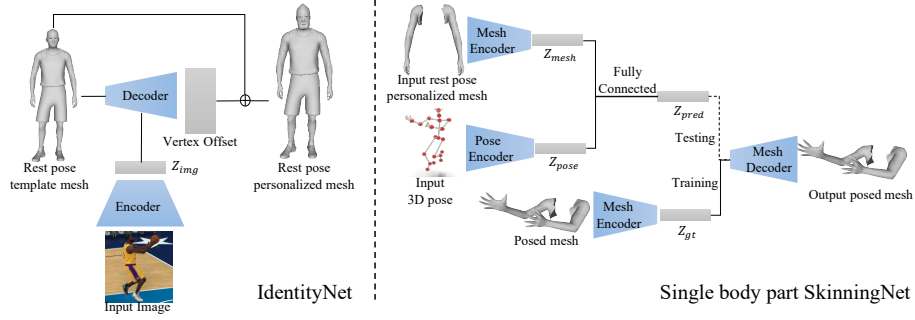 Rest pose
template mesh
Decoder
Vertex Offset
Z_img
Encoder
Input Image
Rest pose
personalized mesh
IdentityNet
Input rest pose
personalized mesh
Mesh
Encoder
Z_mesh
Input
3D pose
Pose
Encoder
Z_pose
Fully
Connected
Z_pred
Testing
Training
Posed mesh
Mesh
Encoder
Z_gt
Mesh
Decoder
Output posed mesh
Single body part SkinningNet